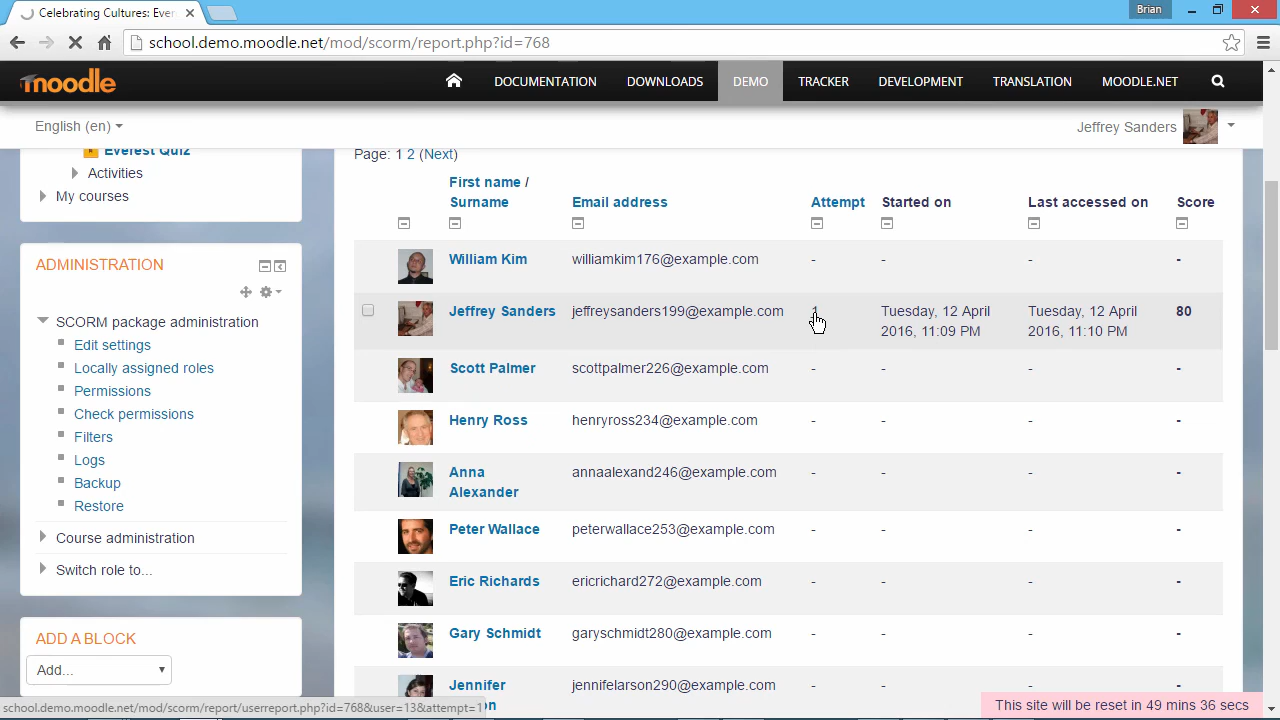 Celebrating Cultures: Ever
Brian
school.demo.moodle.net/mod/scorm/report.php?id=768
moodle
DOCUMENTATION DOWNLOADS DEMO TRACKER DEVELOPMENT TRANSLATION MOODLE.NET
English (en)
Jeffrey Sanders
Everest Quiz
Activities
My courses
ADMINISTRATION
SCORM package administration
Edit settings
Locally assigned roles
Permissions
Check permissions
Filters
Logs
Backup
Restore
Course administration
Switch role to...
ADD A BLOCK
Add...
Page: 1 2 (Next)
First name / Surname Email address Attempt Started on Last accessed on Score
William Kim williamkim176@example.com - - - -
Jeffrey Sanders jeffreysanders199@example.com 1 Tuesday, 12 April 2016, 11:09 PM Tuesday, 12 April 2016, 11:10 PM 80
Scott Palmer scottpalmer226@example.com - - - -
Henry Ross henryross234@example.com - - - -
Anna Alexander annaalexand246@example.com - - - -
Peter Wallace peterwallace253@example.com - - - -
Eric Richards ericrichard272@example.com - - - -
Gary Schmidt garyschmidt280@example.com - - - -
Jennifer jennifelarson290@example.com - - - -
school.demo.moodle.net/mod/scorm/report/userreport.php?id=768&user=13&attempt=1
This site will be reset in 49 mins 36 secs